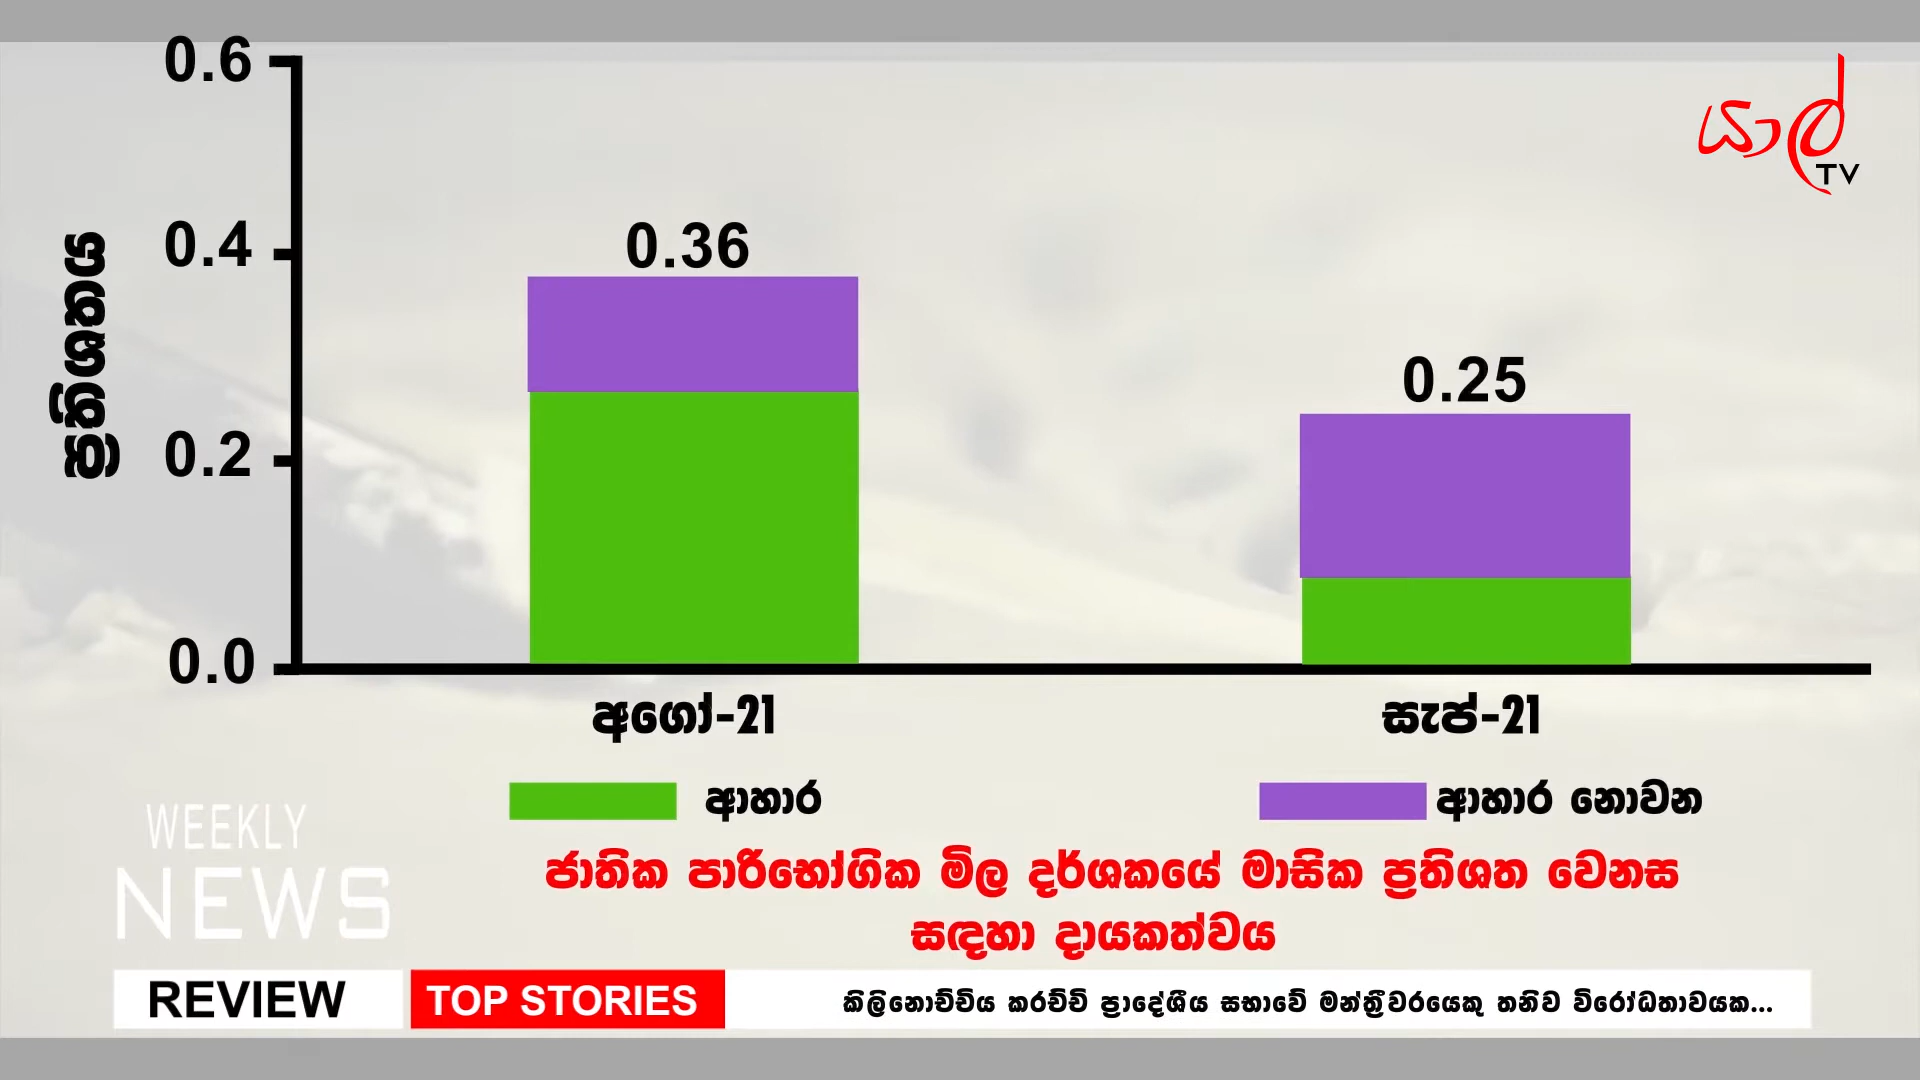 0.6
යාල්
TV
0.4
0.36
ප්‍රතිශතය
0.25
0.2
0.0
අගෝ-21
සැප්-21
ආහාර
ආහාර නොවන
WEEKLY
NEWS
ජාතික පාරිභෝගික මිල දර්ශකයේ මාසික ප්‍රතිශත වෙනස
සඳහා දායකත්වය
REVIEW
TOP STORIES
කිලිනොච්චිය කරච්චි ප්‍රාදේශීය සභාවේ මන්ත්‍රීවරයෙකු තනිව විරෝධතාවයක...